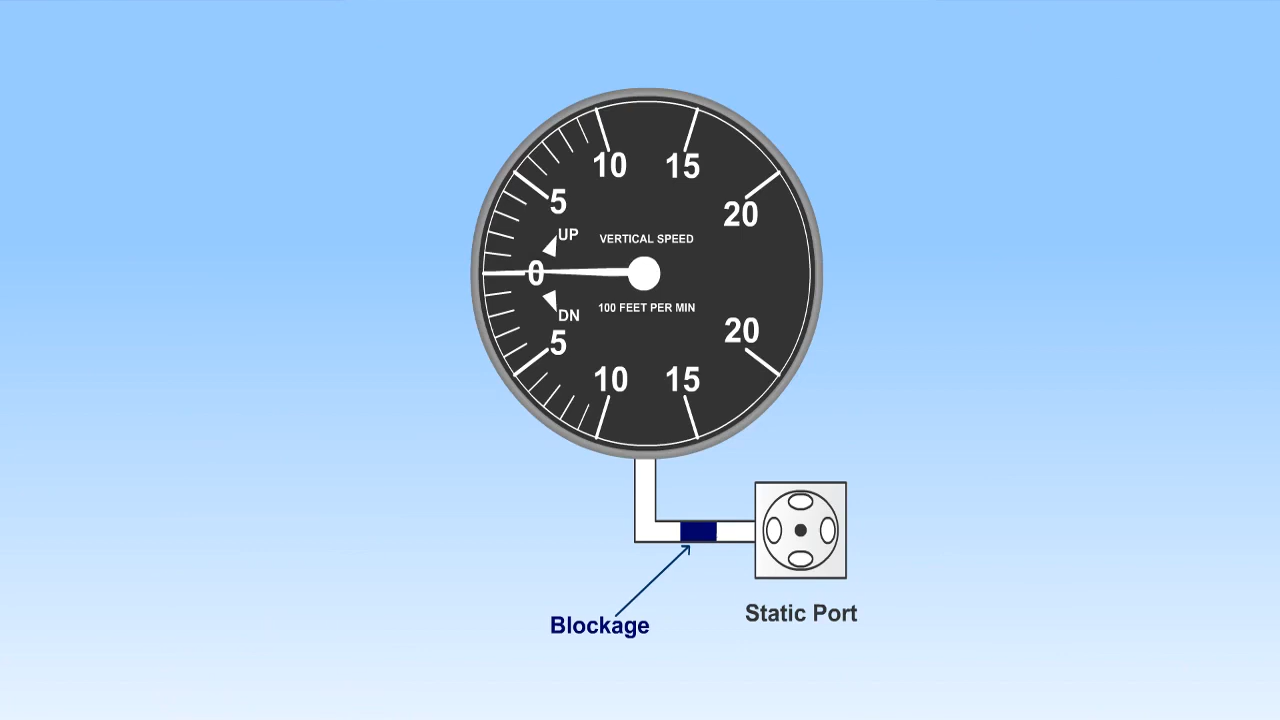 10 15
5 20
UP VERTICAL SPEED
0
DN 100 FEET PER MIN
5 20
10 15
Static Port
Blockage